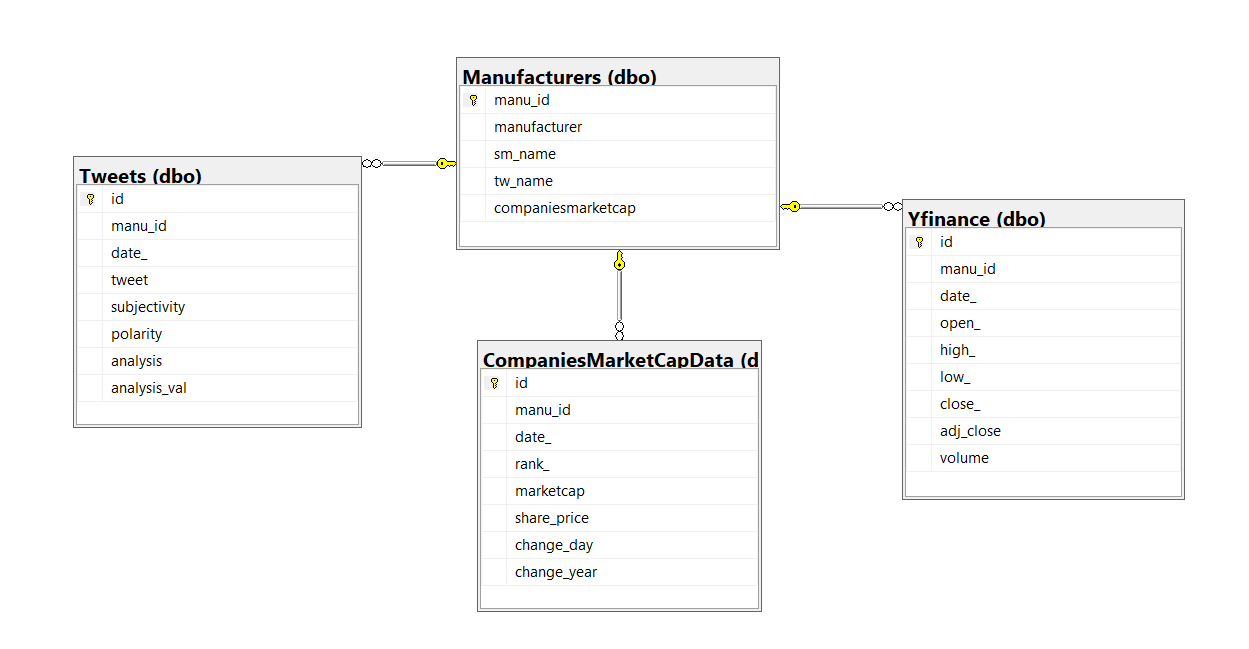 Manufacturers (dbo)
manu_id
manufacturer
sm_name
tw_name
companiesmarketcap
Tweets (dbo)
id
manu_id
date_
tweet
subjectivity
polarity
analysis
analysis_val
CompaniesMarketCapData (d
id
manu_id
date_
rank_
marketcap
share_price
change_day
change_year
Yfinance (dbo)
id
manu_id
date_
open_
high_
low_
close_
adj_close
volume